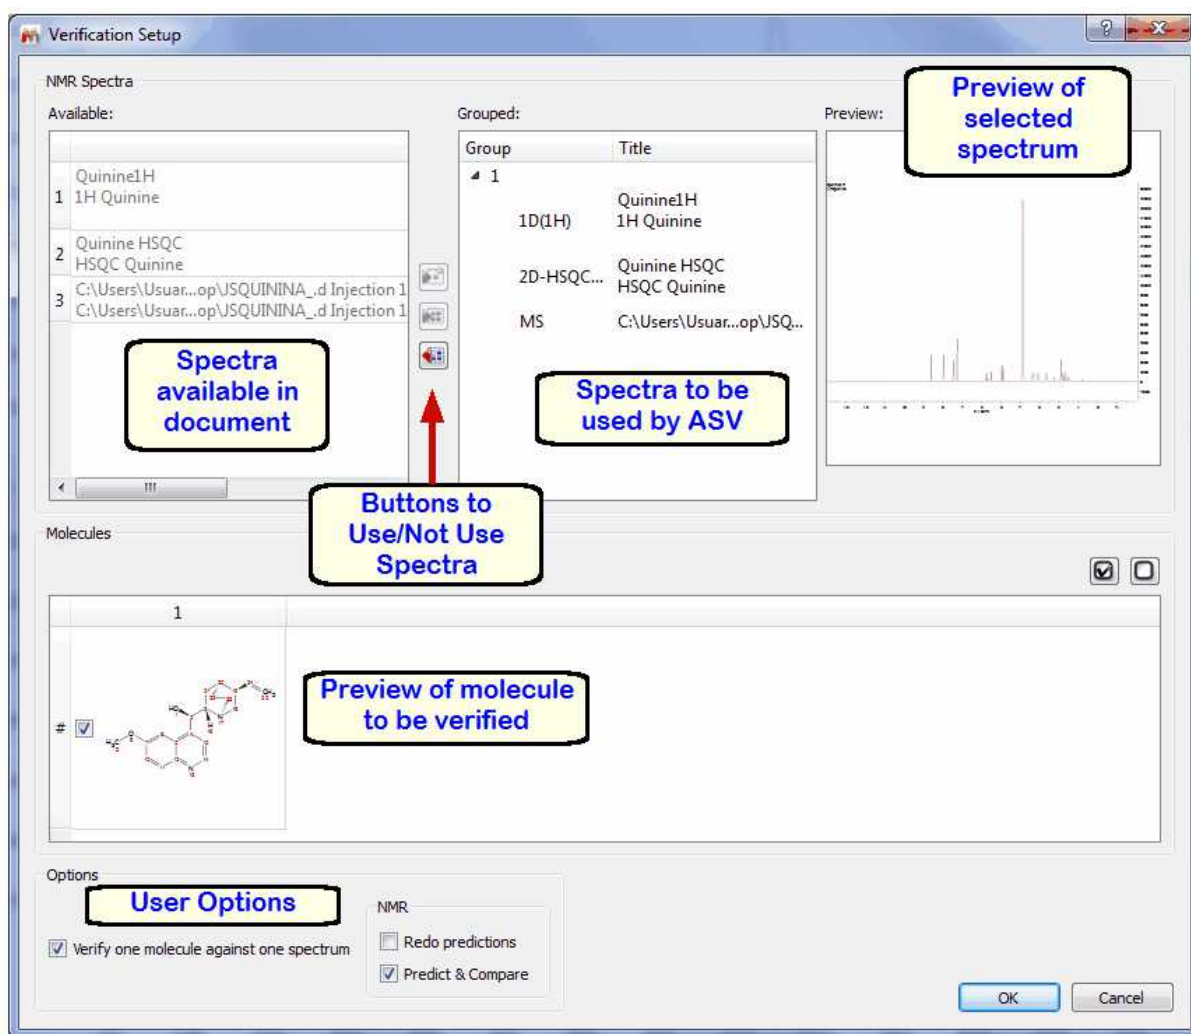 Verification Setup
NMR Spectra
Available:
Grouped:
Preview:
Preview of
selected
spectrum
Group Title
1
Quinine1H
1H Quinine
2
Quinine HSQC
HSQC Quinine
3
C:\Users\Usuar...op\JSQUININA_.d Injection 1
C:\Users\Usuar...op\JSQUININA_.d Injection 1
Spectra
available in
document
1
1D(1H)
Quinine1H
1H Quinine
2D-HSQC...
Quinine HSQC
HSQC Quinine
MS C:\Users\Usuar...op\JSQ...
Spectra to be
used by ASV
Buttons to
Use/Not Use
Spectra
Molecules
1
#
Preview of molecule
to be verified
Options
User Options
Verify one molecule against one spectrum
NMR
Redo predictions
Predict & Compare
OK Cancel